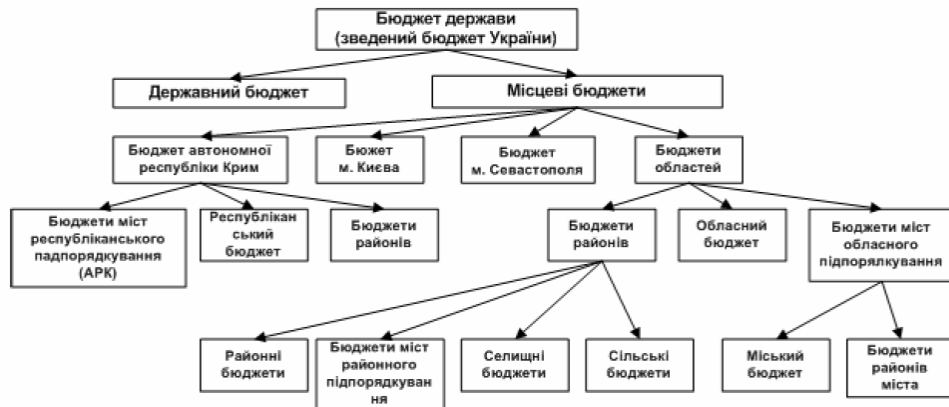 Бюджет держави
(зведений бюджет України)
Державний бюджет
Місцеві бюджети
Бюджет автономної
республіки Крим
Бюжет
м. Києва
Бюджет
м. Севастополя
Бюджети
областей
Бюджети міст
республіканського
падпорядкування
(АРК)
Республікан
ський
бюджет
Бюджети
районів
Бюджети
районів
Обласний
бюджет
Бюджети міст
обласного
підпорялкування
Районні
бюджети
Бюджети міст
районного
підпорядкуван
ня
Селищні
бюджети
Сільські
бюджети
Міський
бюджет
Бюджети
районів
міста